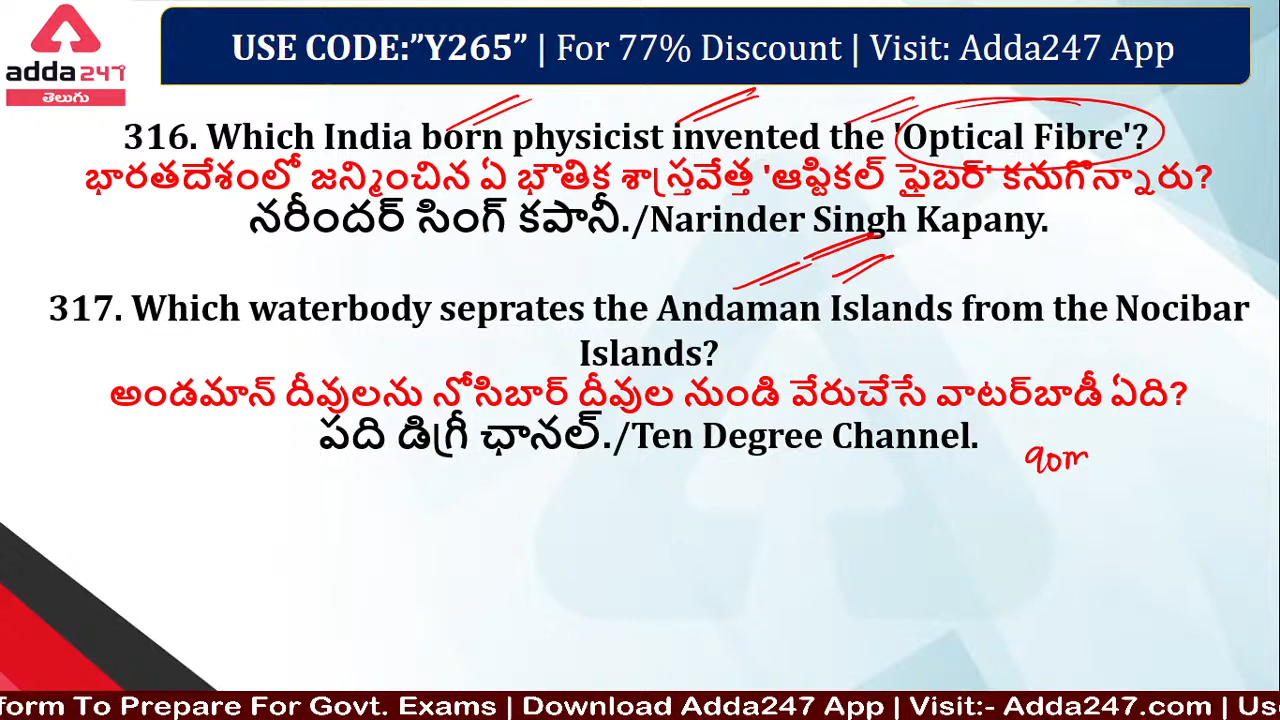 adda247
తెలుగు
USE CODE:”Y265” | For 77% Discount | Visit: Adda247 App
316. Which India born physicist invented the 'Optical Fibre'?
భారతదేశంలో జన్మించిన ఏ భౌతిక శాస్త్రవేత్త 'ఆప్టికల్ ఫైబర్' కనుగొన్నారు?
నరీందర్ సింగ్ కపానీ./Narinder Singh Kapany.
317. Which waterbody seprates the Andaman Islands from the Nocibar
Islands?
అండమాన్ దీవులను నోసిబార్ దీవుల నుండి వేరుచేసే వాటర్‌బాడీ ఏది?
పది డిగ్రీ ఛానల్./Ten Degree Channel.
form To Prepare For Govt. Exams | Download Adda247 App | Visit:- Adda247.com | Us